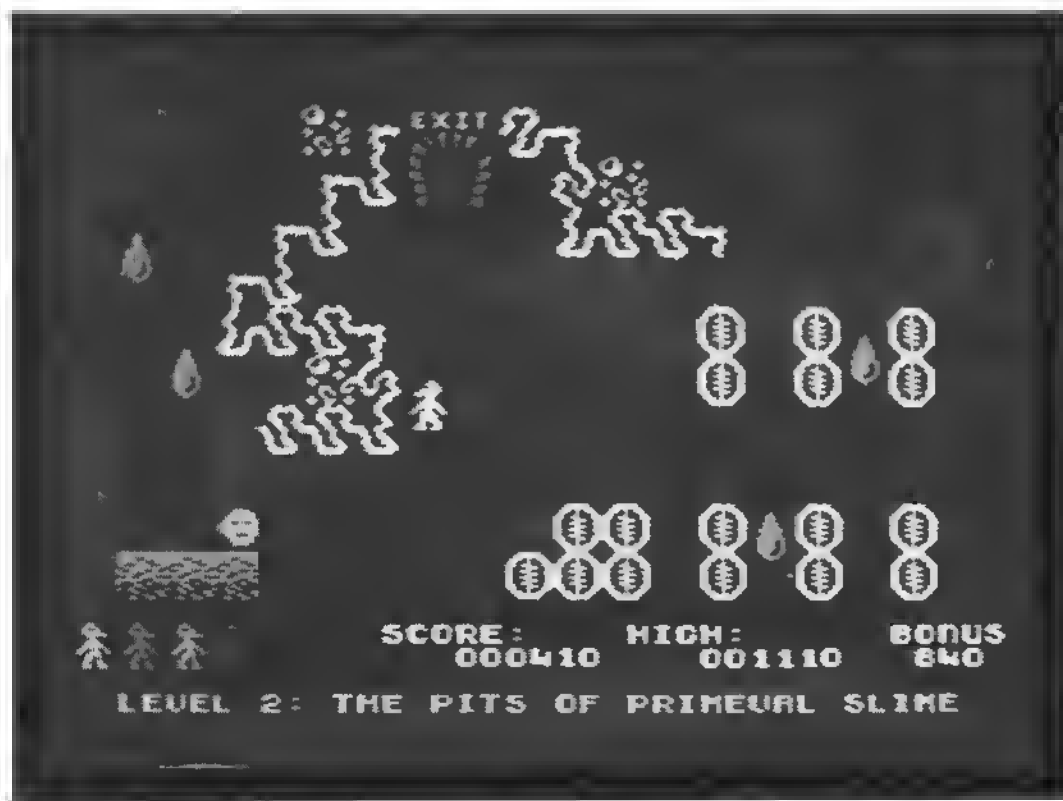 EXIT
SCORE: HIGH: BONUS
000410 001110 840
LEVEL 2: THE PITS OF PRIMEVAL SLIME